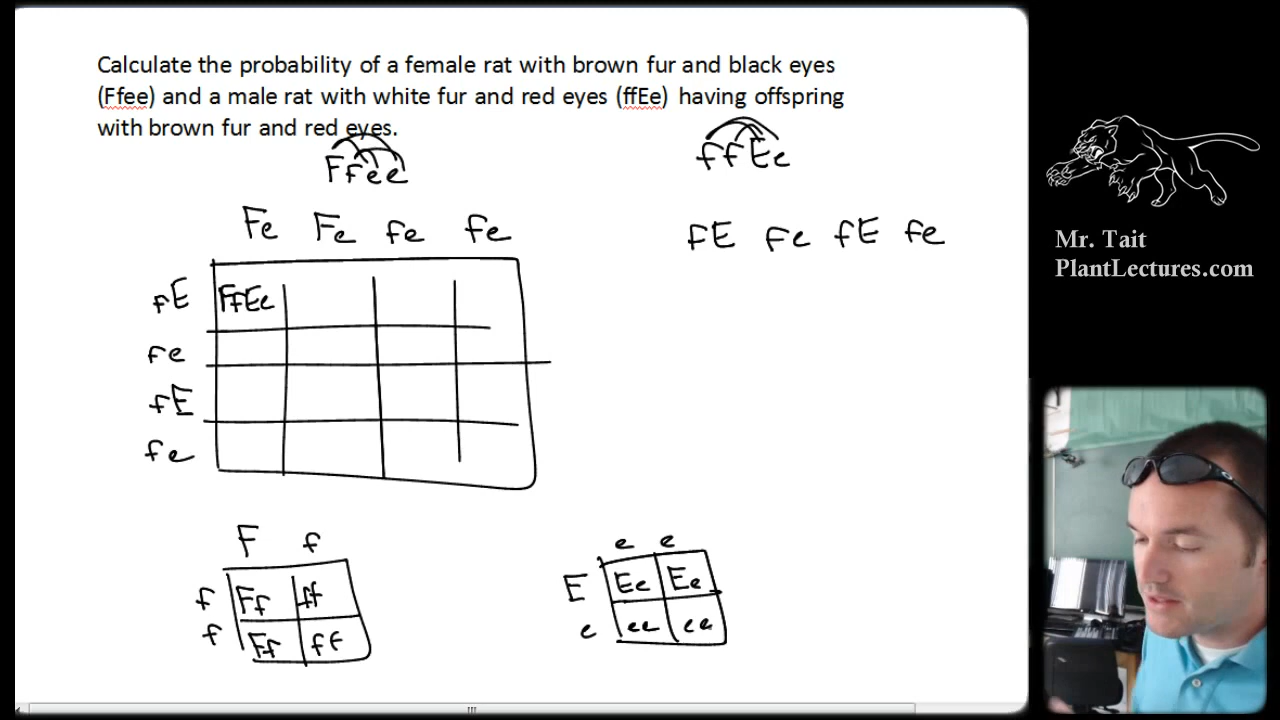 Calculate the probability of a female rat with brown fur and black eyes
(Ffee) and a male rat with white fur and red eyes (ffEe) having offspring
with brown fur and red eyes.
Ffee
ffEe
Fe Fe fe fe
fE fe fE fe
Mr. Tait
PlantLectures.com
fE FfEe
fe
fE
fe
F f
f Ff ff
f Ff ff
e e
E Ee Ee
e ee ee